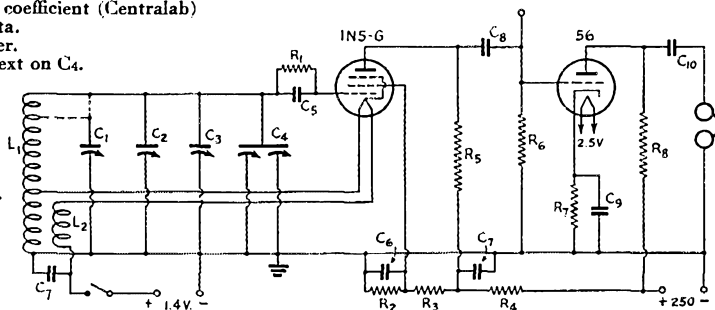 coefficient (Centralab)
ta.
er.
ext on C4.
1N5-G
56
R1
C5
C8
C10
L1
C1
C2
C3
C4
R5
R6
2.5V
R8
L2
R7
C9
C6
C7
C7
R2
R3
R4
+ 1.4V. -
+ 250 -